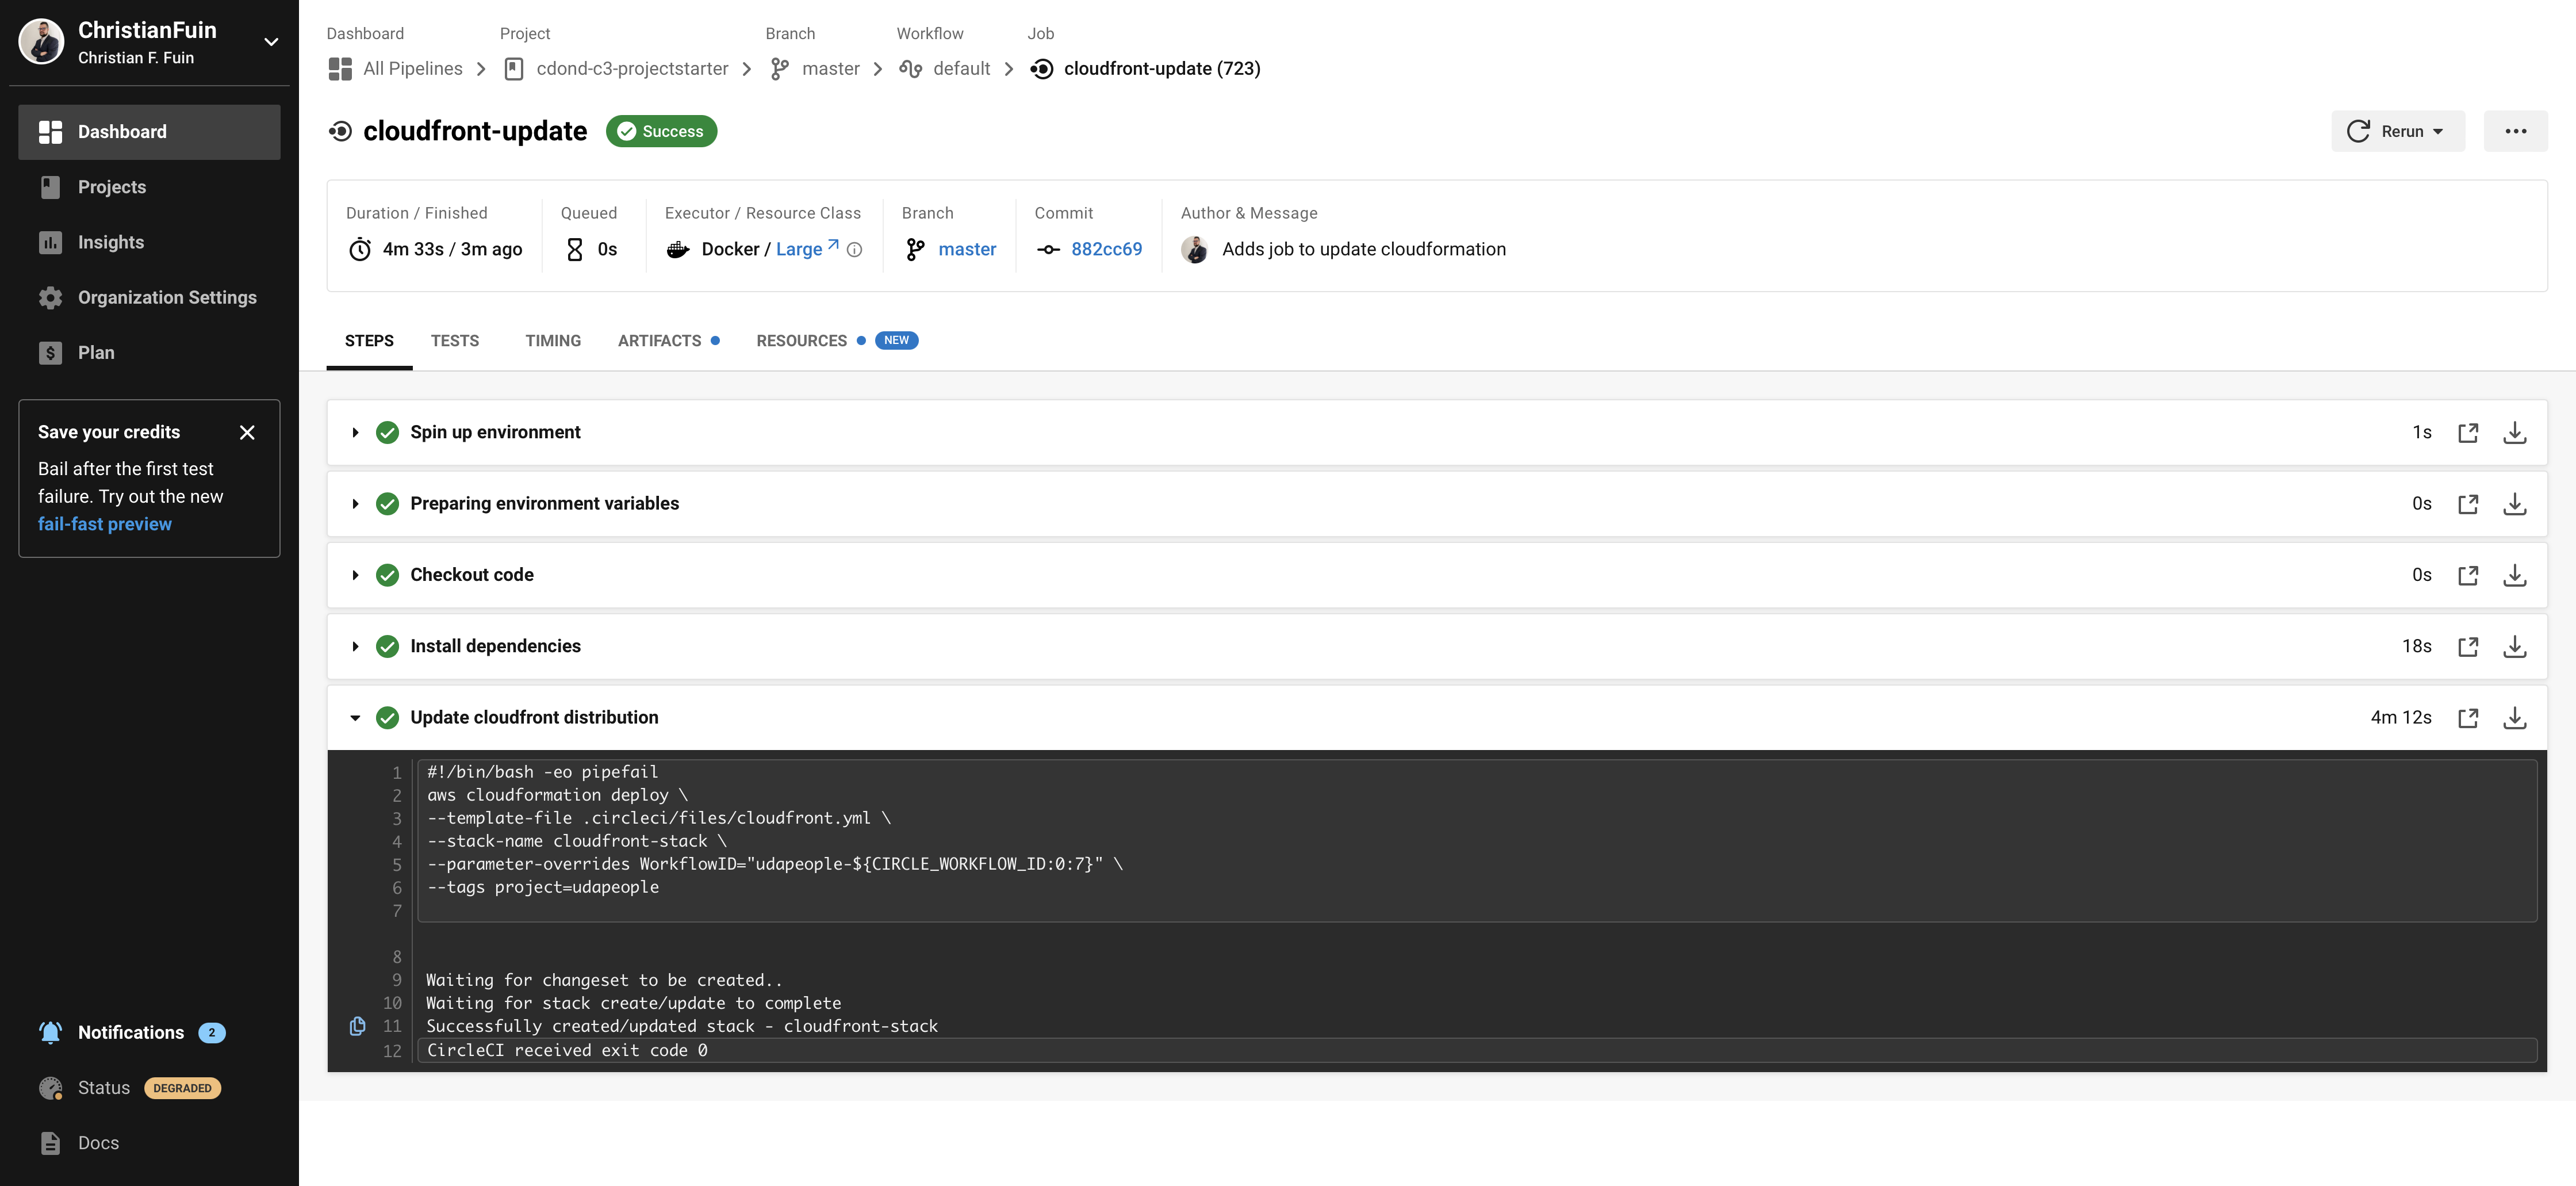 ChristianFuin
Christian F. Fuin
Dashboard
Projects
Insights
Organization Settings
Plan
Save your credits
Bail after the first test
failure. Try out the new
fail-fast preview
Notifications 2
Status DEGRADED
Docs
Dashboard Project Branch Workflow Job
All Pipelines cdond-c3-projectstarter master default cloudfront-update (723)
cloudfront-update Success Rerun
Duration / Finished Queued Executor / Resource Class Branch Commit Author & Message
4m 33s / 3m ago 0s Docker / Large master 882cc69 Adds job to update cloudformation
STEPS TESTS TIMING ARTIFACTS RESOURCES NEW
Spin up environment 1s
Preparing environment variables 0s
Checkout code 0s
Install dependencies 18s
Update cloudfront distribution 4m 12s
1 #!/bin/bash -eo pipefail
2 aws cloudformation deploy \
3 --template-file .circleci/files/cloudfront.yml \
4 --stack-name cloudfront-stack \
5 --parameter-overrides WorkflowID="udapeople-${CIRCLE_WORKFLOW_ID:0:7}" \
6 --tags project=udapeople
7
8
9 Waiting for changeset to be created..
10 Waiting for stack create/update to complete
11 Successfully created/updated stack - cloudfront-stack
12 CircleCI received exit code 0